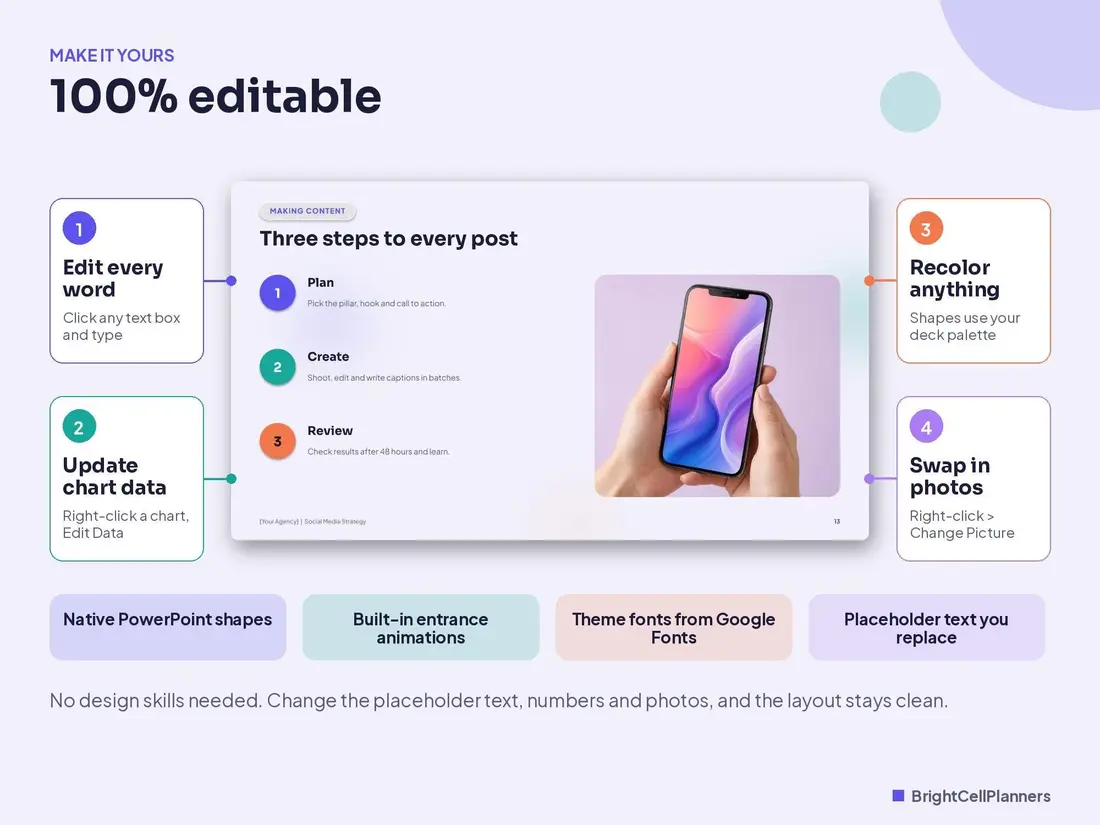 MAKE IT YOURS
100% editable
1
Edit every
word
Click any text box
and type
2
Update
chart data
Right-click a chart,
Edit Data
MAKING CONTENT
Three steps to every post
1
Plan
Pick the pillar, hook and call to action.
2
Create
Shoot, edit and write captions in batches.
3
Review
Check results after 48 hours and learn.
[Your Agency] | Social Media Strategy
13
3
Recolor
anything
Shapes use your
deck palette
4
Swap in
photos
Right-click >
Change Picture
Native PowerPoint shapes
Built-in entrance
animations
Theme fonts from Google
Fonts
Placeholder text you
replace
No design skills needed. Change the placeholder text, numbers and photos, and the layout stays clean.
BrightCellPlanners